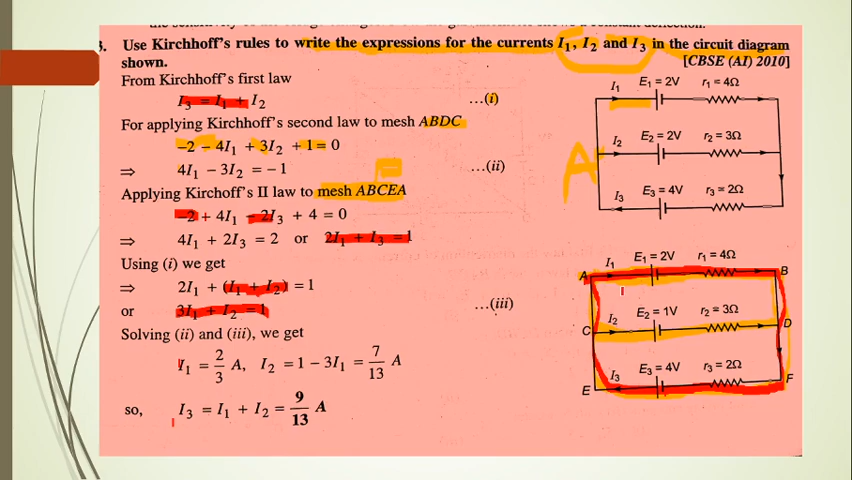 3. Use Kirchhoff's rules to write the expressions for the currents I₁, I₂ and I₃ in the circuit diagram
shown. [CBSE (AI) 2010]
From Kirchhoff's first law
I₃ = I₁ + I₂ ...(i)
For applying Kirchhoff's second law to mesh ABDC
−2 − 4I₁ + 3I₂ + 1 = 0
⇒ 4I₁ − 3I₂ = −1 ...(ii)
Applying Kirchoff's II law to mesh ABCEA
−2 + 4I₁ − 2I₃ + 4 = 0
⇒ 4I₁ + 2I₃ = 2 or 2I₁ + I₃ = 1
Using (i) we get
⇒ 2I₁ + (I₁ + I₂) = 1
or 3I₁ + I₂ = 1 ...(iii)
Solving (ii) and (iii), we get
I₁ = 2/3 A, I₂ = 1 − 3I₁ = 7/13 A
so, I₃ = I₁ + I₂ = 9/13 A
I₁ E₁ = 2V r₁ = 4Ω
I₂ E₂ = 2V r₂ = 3Ω
A
I₃ E₃ = 4V r₃ = 2Ω
I₁ E₁ = 2V r₁ = 4Ω
A B
I₂ E₂ = 1V r₂ = 3Ω
C D
I₃ E₃ = 4V r₃ = 2Ω
E F